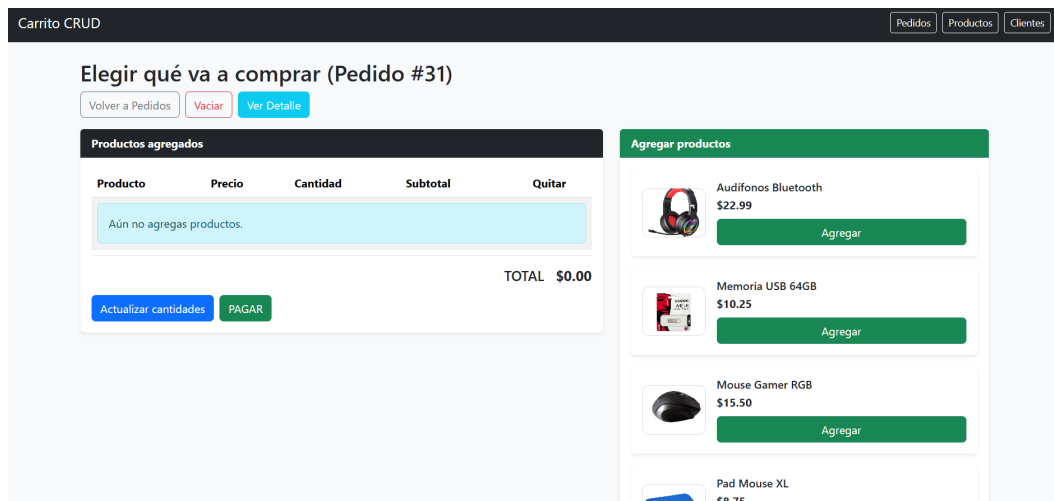 Carrito CRUD
Pedidos Productos Clientes
Elegir qué va a comprar (Pedido #31)
Volver a Pedidos Vaciar Ver Detalle
Productos agregados
Producto Precio Cantidad Subtotal Quitar
Aún no agregas productos.
TOTAL $0.00
Actualizar cantidades PAGAR
Agregar productos
Audífonos Bluetooth
$22.99
Agregar
Memoria USB 64GB
$10.25
Agregar
Mouse Gamer RGB
$15.50
Agregar
Pad Mouse XL
$8.75